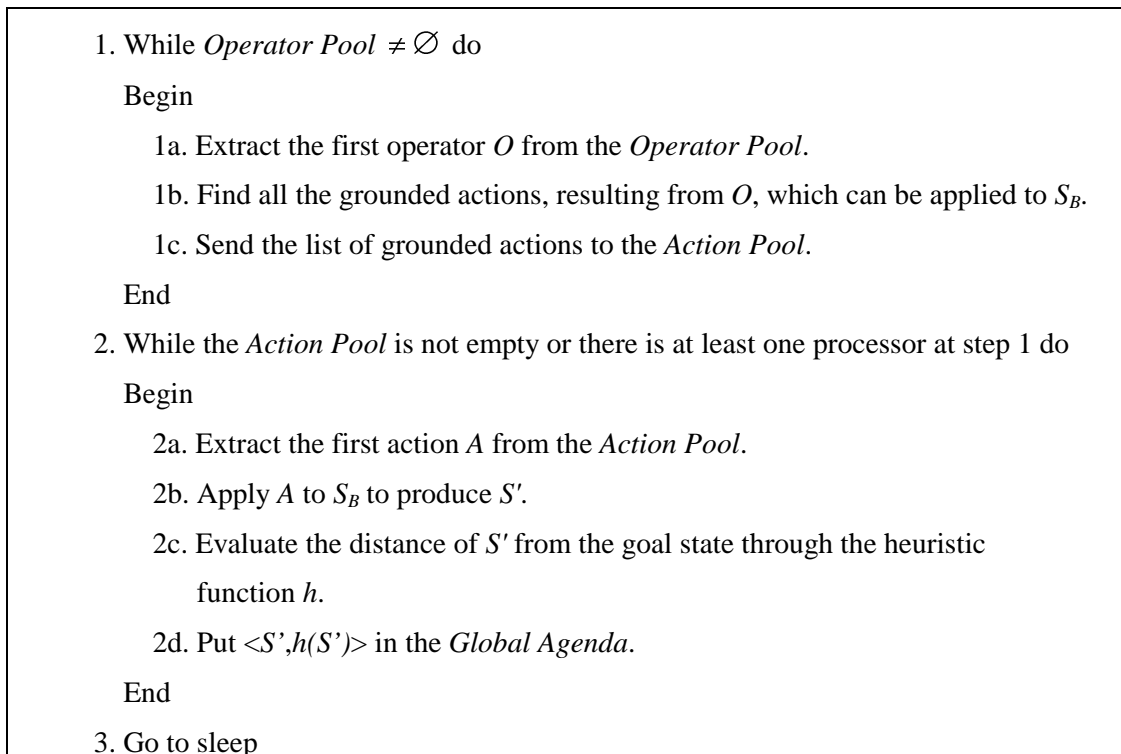 1. While Operator Pool ≠ ∅ do
Begin
1a. Extract the first operator O from the Operator Pool.
1b. Find all the grounded actions, resulting from O, which can be applied to S_B.
1c. Send the list of grounded actions to the Action Pool.
End
2. While the Action Pool is not empty or there is at least one processor at step 1 do
Begin
2a. Extract the first action A from the Action Pool.
2b. Apply A to S_B to produce S'.
2c. Evaluate the distance of S' from the goal state through the heuristic
function h.
2d. Put <S’,h(S’)> in the Global Agenda.
End
3. Go to sleep